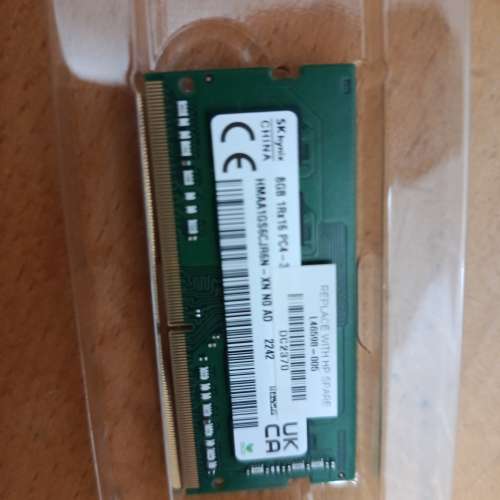 SK hynix
CHINA
8GB 1Rx16 PC4-3
HMAA1GS6CJR6N-XN N0 AD
2242
CE
UK
CA
REPLACE WITH HP SPARE
L46598-005
DC2370